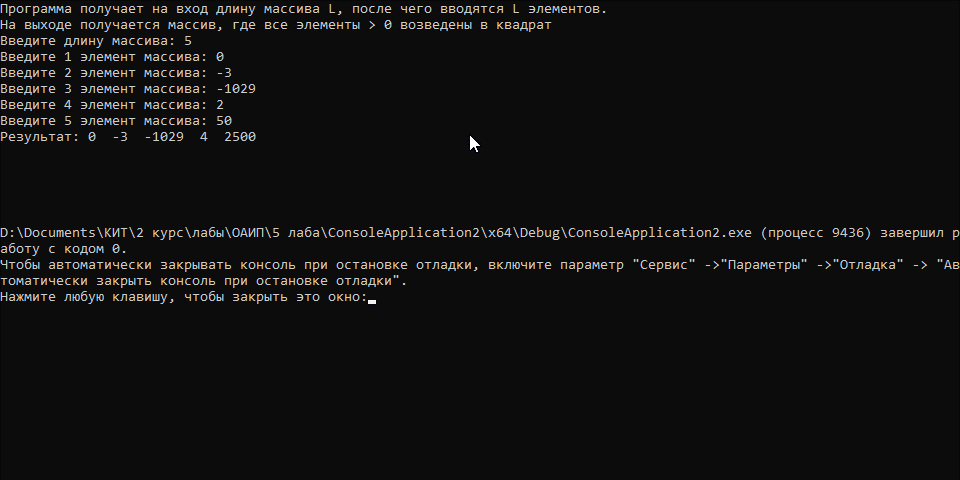 Программа получает на вход длину массива L, после чего вводятся L элементов.
На выходе получается массив, где все элементы > 0 возведены в квадрат
Введите длину массива: 5
Введите 1 элемент массива: 0
Введите 2 элемент массива: -3
Введите 3 элемент массива: -1029
Введите 4 элемент массива: 2
Введите 5 элемент массива: 50
Результат: 0  -3  -1029  4  2500
D:\Documents\КИТ\2 курс\лабы\ОАИП\5 лаба\ConsoleApplication2\x64\Debug\ConsoleApplication2.exe (процесс 9436) завершил р
аботу с кодом 0.
Чтобы автоматически закрывать консоль при остановке отладки, включите параметр "Сервис" ->"Параметры" ->"Отладка" -> "Ав
томатически закрыть консоль при остановке отладки".
Нажмите любую клавишу, чтобы закрыть это окно: